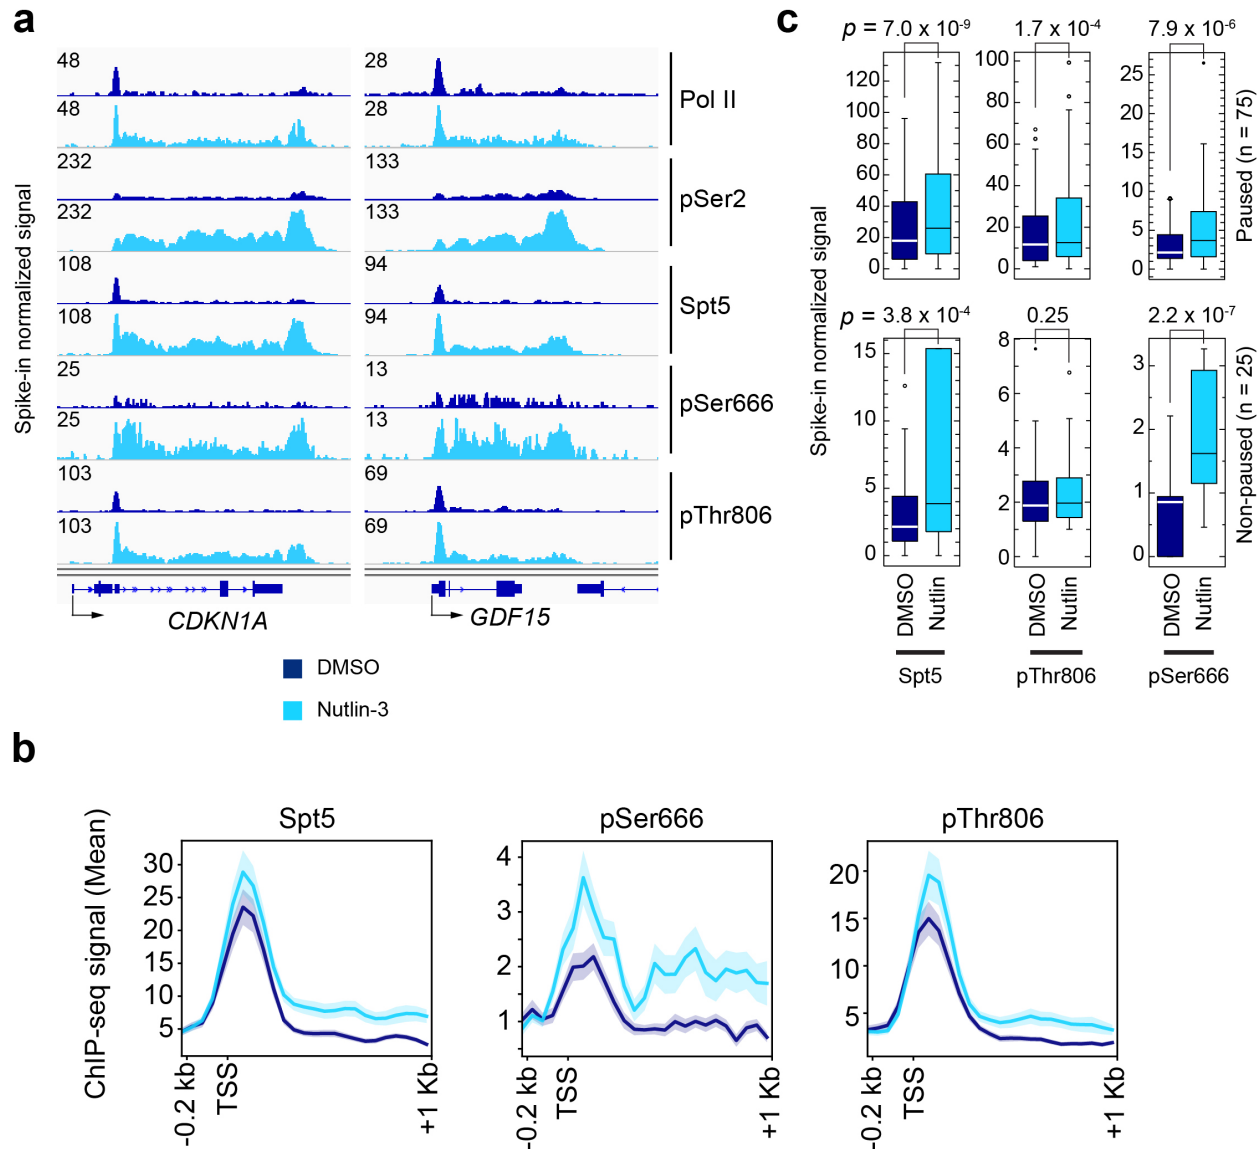 a
Spike-in normalized signal
48
28
48
28
Pol II
232
133
232
133
pSer2
108
94
108
94
Spt5
25
13
25
13
pSer666
103
69
103
69
pThr806
CDKN1A
GDF15
DMSO
Nutlin-3
c
p = 7.0 x 10-9
1.7 x 10-4
7.9 x 10-6
Spike-in normalized signal
120
100
80
60
40
20
0
100
80
60
40
20
0
25
20
15
10
5
0
Paused (n = 75)
p = 3.8 x 10-4
0.25
2.2 x 10-7
15
10
5
0
8
6
4
2
0
3
2
1
0
Non-paused (n = 25)
DMSO
Nutlin
DMSO
Nutlin
DMSO
Nutlin
Spt5
pThr806
pSer666
b
ChIP-seq signal (Mean)
Spt5
30
25
20
15
10
5
-0.2 kb
TSS
+1 Kb
pSer666
4
3
2
1
-0.2 kb
TSS
+1 Kb
pThr806
20
15
10
5
-0.2 kb
TSS
+1 Kb